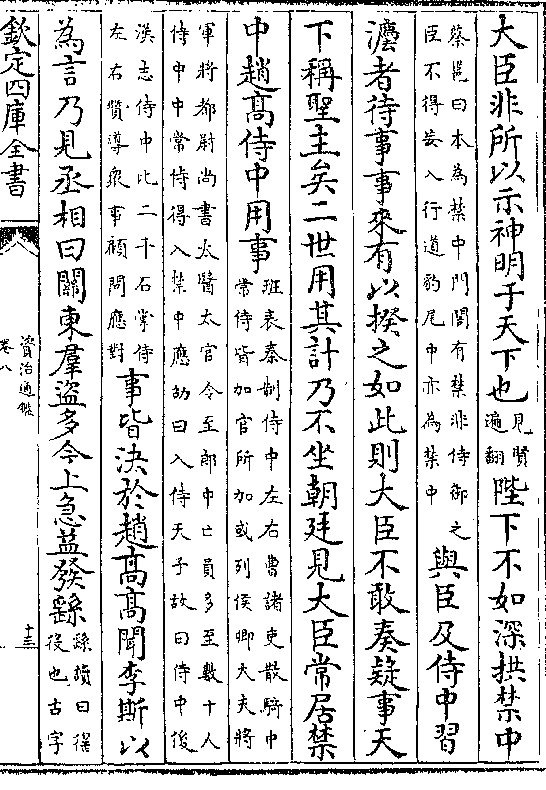 大臣非所以示神明于天下也見賢遍翻陛下不如深拱禁中
蔡邕曰本為禁中門閤有禁非侍御之臣不得妄入行道豹尾中亦為禁中與臣及侍中習
灋者待事事來有以揆之如此則大臣不敢奏疑事天
下稱聖主矣二世用其計乃不坐朝廷見大臣常居禁
中趙髙侍中用事班表秦制侍中左右曹諸吏散騎中常侍皆加官所加或列侯卿大夫將
軍將都尉尚書太醫太官令至郎中亡員多至數十人侍中中常侍得入禁中應劭曰入侍天子故曰侍中後
漢志侍中比二千石掌侍左右贊導衆事顧問應對事皆決於趙髙髙聞李斯以
為言乃見丞相曰關東羣盜多今上急益發繇繇讀曰徭役也古字
欽定四庫全書
資治通鑑
卷八
十三